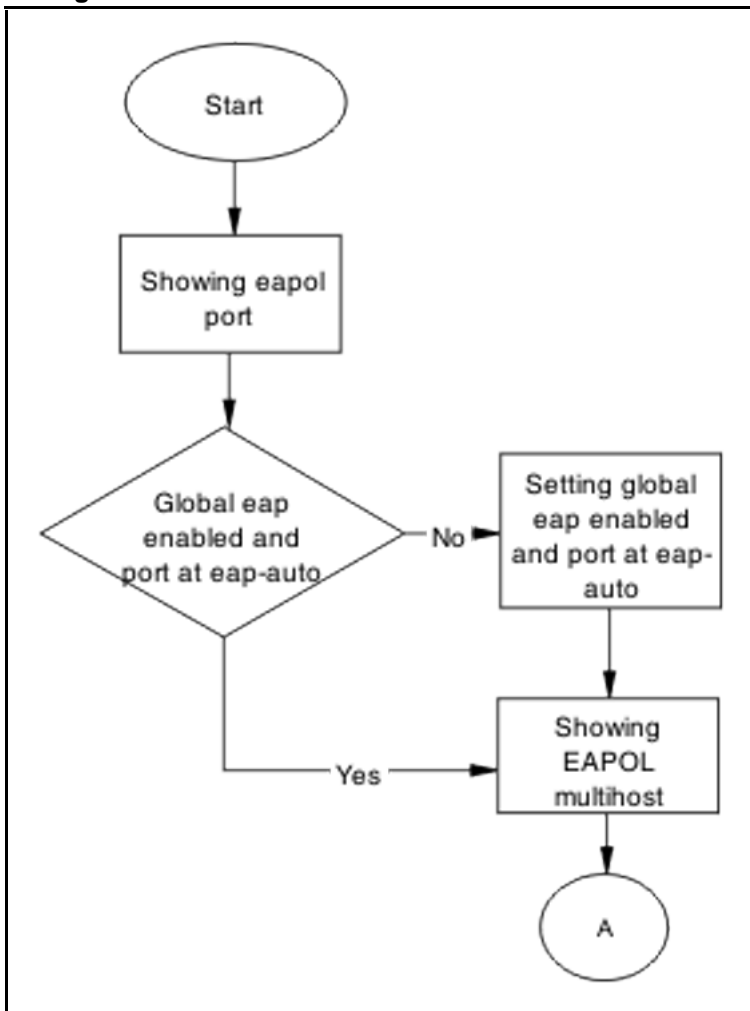 Start
Showing eapol
port
Global eap
enabled and
port at eap-auto
No
Setting global
eap enabled
and port at eap-
auto
Yes
Showing
EAPOL
multihost
A